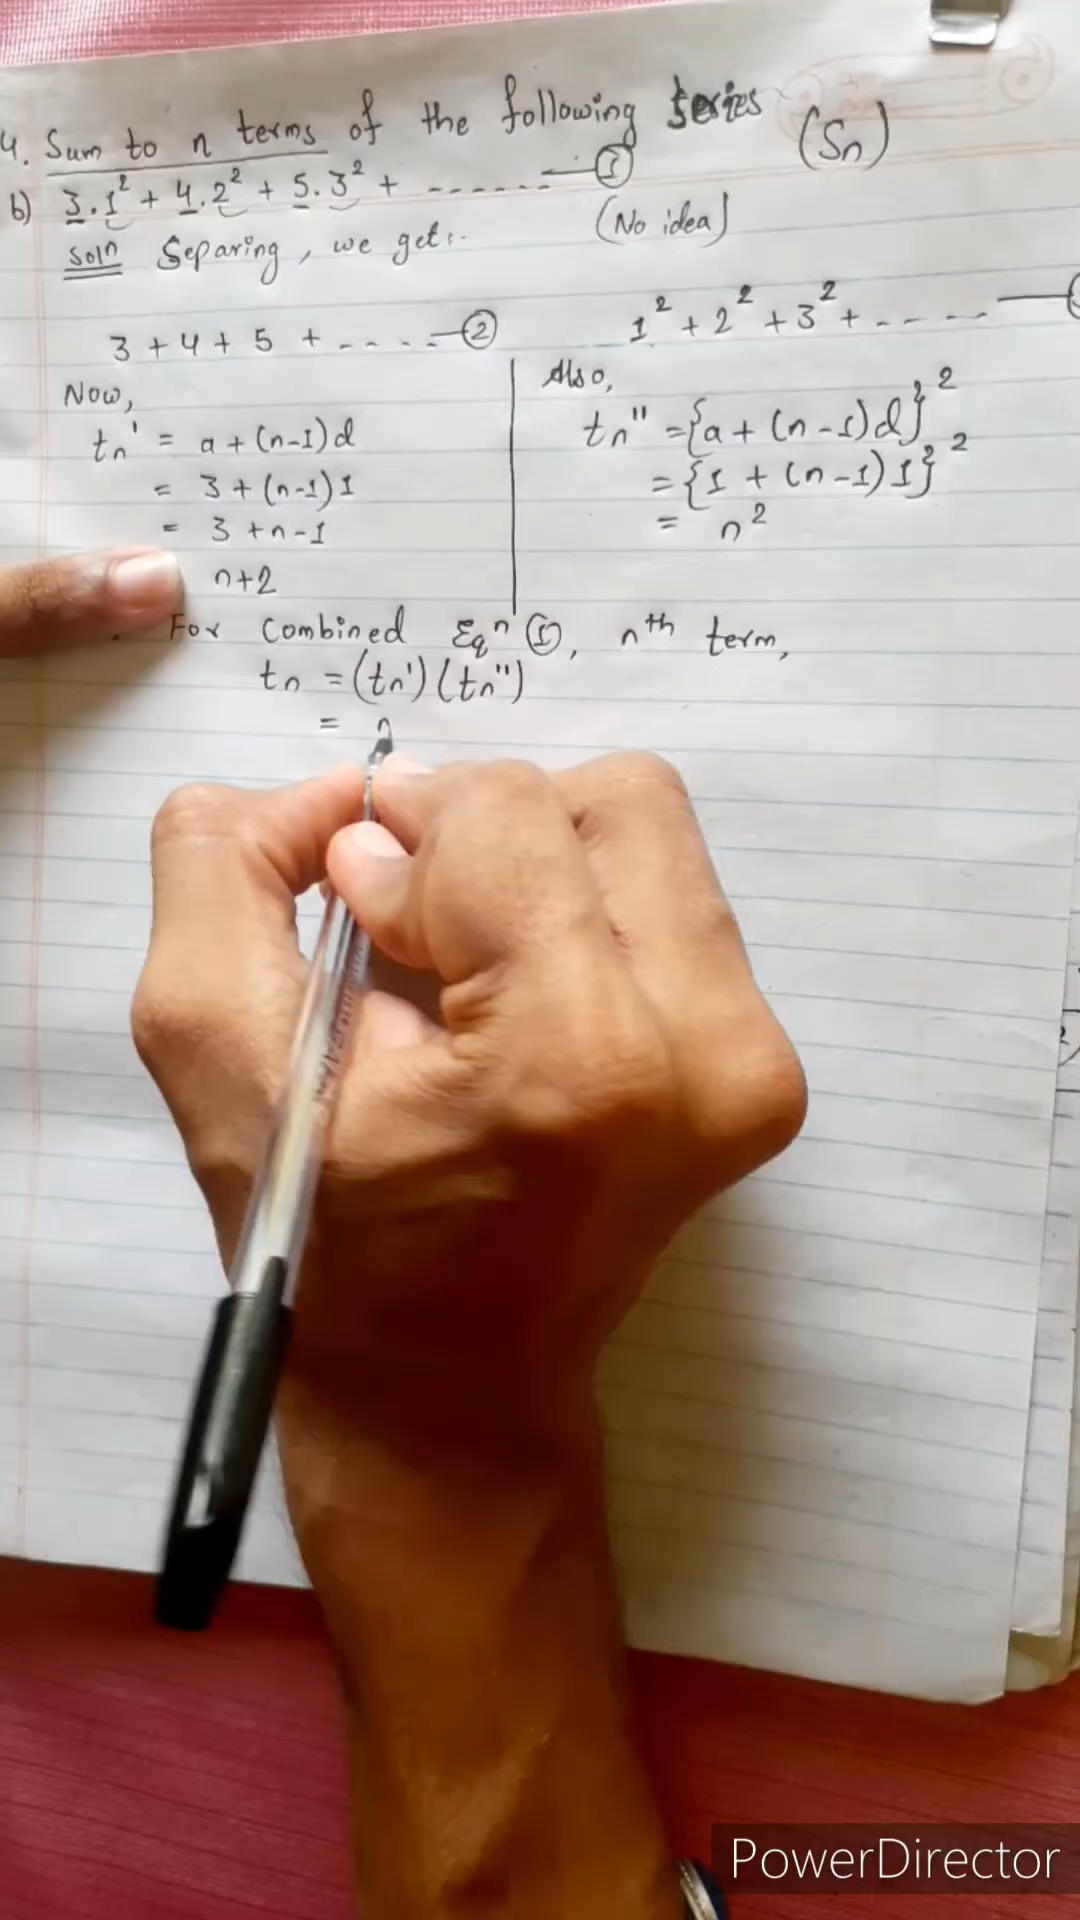 4. Sum to n terms of the following series (Sn)
b) 3.1² + 4.2² + 5.3² + ------- ①
(No idea)
Soln Separing, we get:-
3 + 4 + 5 + ----- ②
1² + 2² + 3² + -----
Now,
tn' = a + (n-1)d
= 3 + (n-1)1
= 3 + n-1
n+2
Also,
tn" = {a + (n-1)d}²
= {1 + (n-1)1}²
= n²
For combined Eqⁿ ①, nth term,
tn = (tn')(tn")
= n
PowerDirector